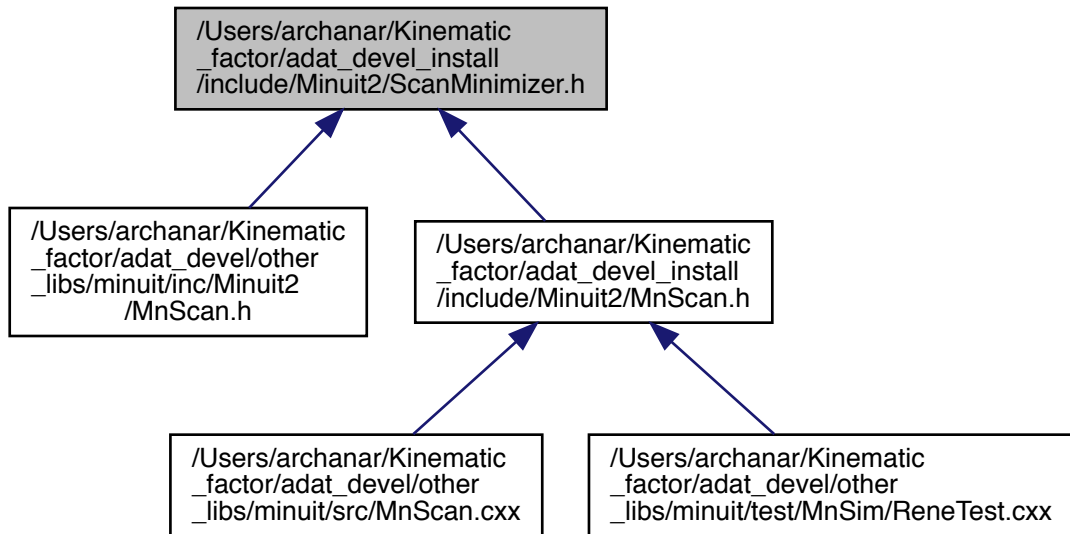 /Users/archanar/Kinematic
_factor/adat_devel_install
/include/Minuit2/ScanMinimizer.h
/Users/archanar/Kinematic
_factor/adat_devel/other
_libs/minuit/inc/Minuit2
/MnScan.h
/Users/archanar/Kinematic
_factor/adat_devel_install
/include/Minuit2/MnScan.h
/Users/archanar/Kinematic
_factor/adat_devel/other
_libs/minuit/src/MnScan.cxx
/Users/archanar/Kinematic
_factor/adat_devel/other
_libs/minuit/test/MnSim/ReneTest.cxx